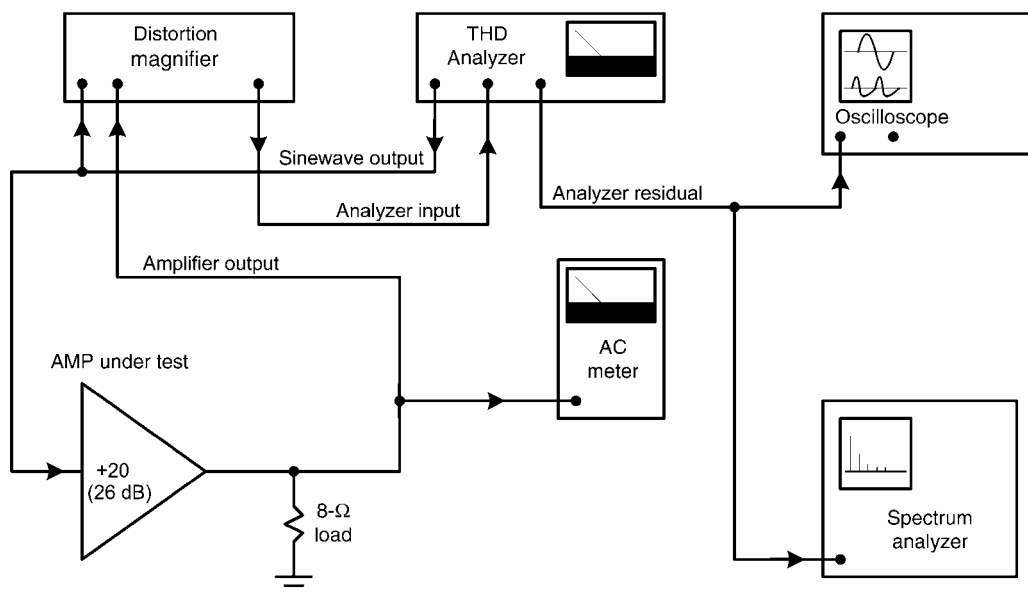 Distortion
magnifier
THD
Analyzer
Oscilloscope
Sinewave output
Analyzer input
Analyzer residual
Amplifier output
AMP under test
AC
meter
+20
(26 dB)
8-Ω
load
Spectrum
analyzer